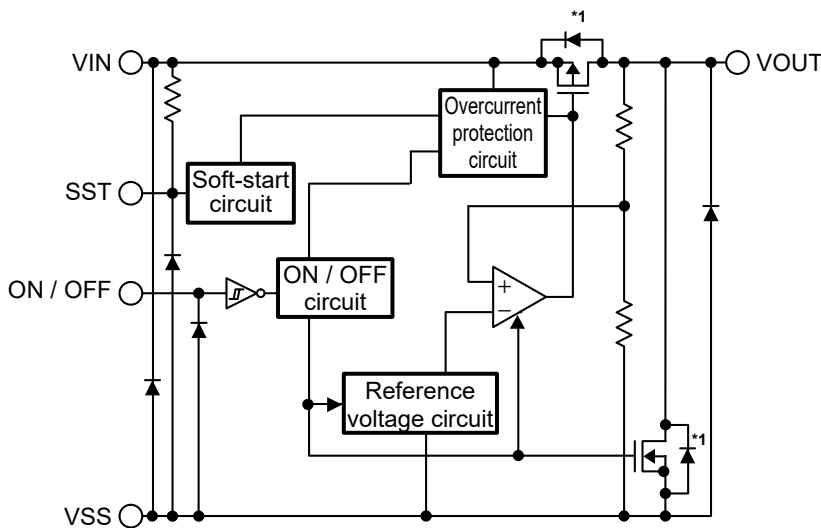 *1
VIN
VOUT
Overcurrent
protection
circuit
SST
Soft-start
circuit
ON / OFF
ON / OFF
circuit
+
−
Reference
voltage circuit
*1
VSS